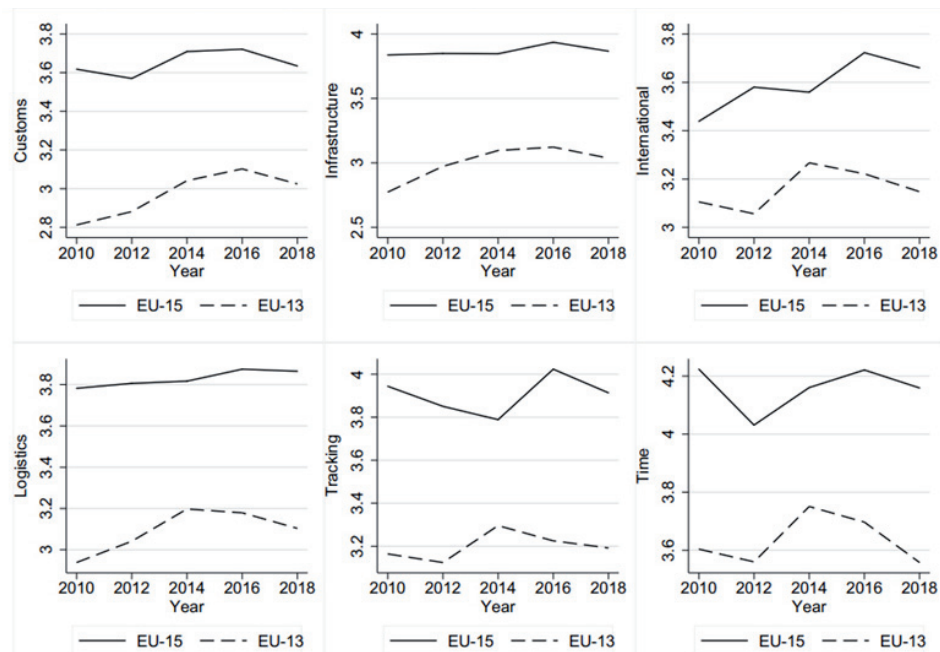 Customs
3.8
3.6
3.4
3.2
3
2.8
2010 2012 2014 2016 2018
Year
EU-15 EU-13
Infrastructure
4
3.5
3
2.5
2010 2012 2014 2016 2018
Year
EU-15 EU-13
International
3.8
3.6
3.4
3.2
3
2010 2012 2014 2016 2018
Year
EU-15 EU-13
Logistics
3.8
3.6
3.4
3.2
3
2010 2012 2014 2016 2018
Year
EU-15 EU-13
Tracking
4
3.8
3.6
3.4
3.2
2010 2012 2014 2016 2018
Year
EU-15 EU-13
Time
4.2
4
3.8
3.6
2010 2012 2014 2016 2018
Year
EU-15 EU-13